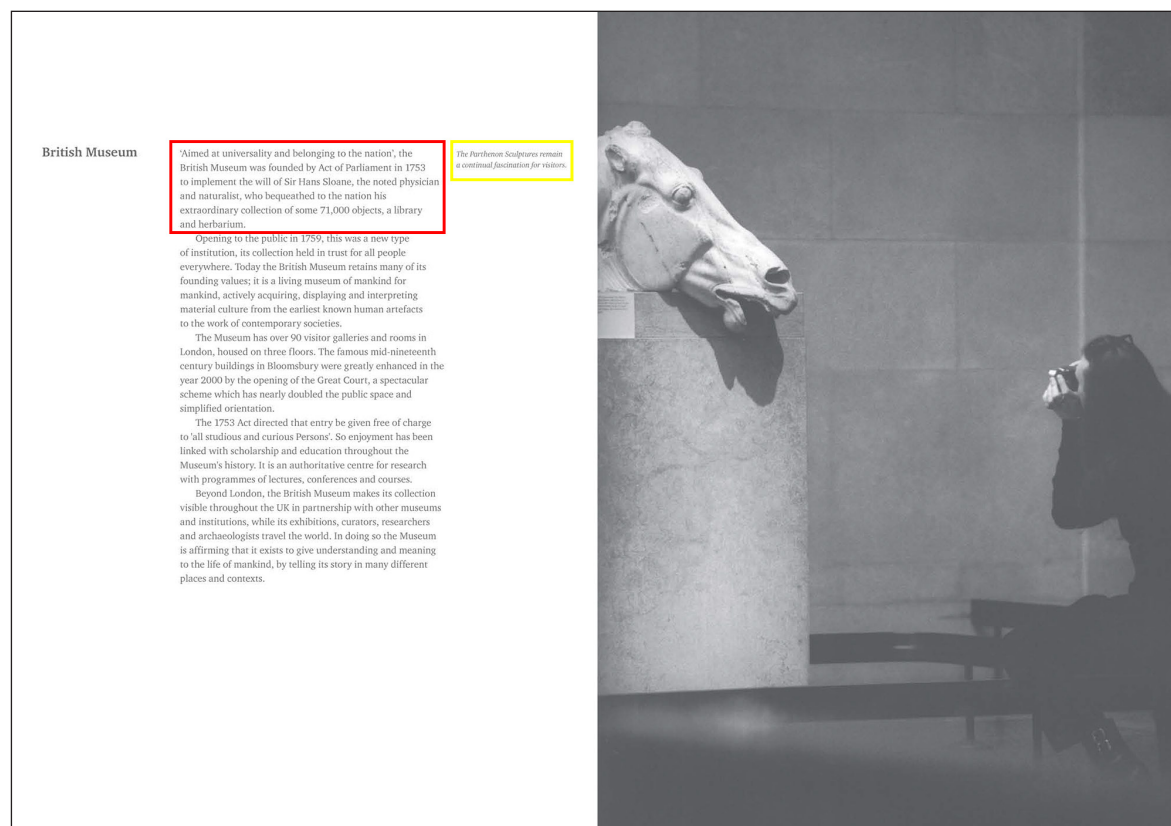 British Museum
'Aimed at universality and belonging to the nation', the
British Museum was founded by Act of Parliament in 1753
to implement the will of Sir Hans Sloane, the noted physician
and naturalist, who bequeathed to the nation his
extraordinary collection of some 71,000 objects, a library
and herbarium.
Opening to the public in 1759, this was a new type
of institution, its collection held in trust for all people
everywhere. Today the British Museum retains many of its
founding values; it is a living museum of mankind for
mankind, actively acquiring, displaying and interpreting
material culture from the earliest known human artefacts
to the work of contemporary societies.
The Museum has over 90 visitor galleries and rooms in
London, housed on three floors. The famous mid-nineteenth
century buildings in Bloomsbury were greatly enhanced in the
year 2000 by the opening of the Great Court, a spectacular
scheme which has nearly doubled the public space and
simplified orientation.
The 1753 Act directed that entry be given free of charge
to 'all studious and curious Persons'. So enjoyment has been
linked with scholarship and education throughout the
Museum's history. It is an authoritative centre for research
with programmes of lectures, conferences and courses.
Beyond London, the British Museum makes its collection
visible throughout the UK in partnership with other museums
and institutions, while its exhibitions, curators, researchers
and archaeologists travel the world. In doing so the Museum
is affirming that it exists to give understanding and meaning
to the life of mankind, by telling its story in many different
places and contexts.
The Parthenon Sculptures remain
a continual fascination for visitors.